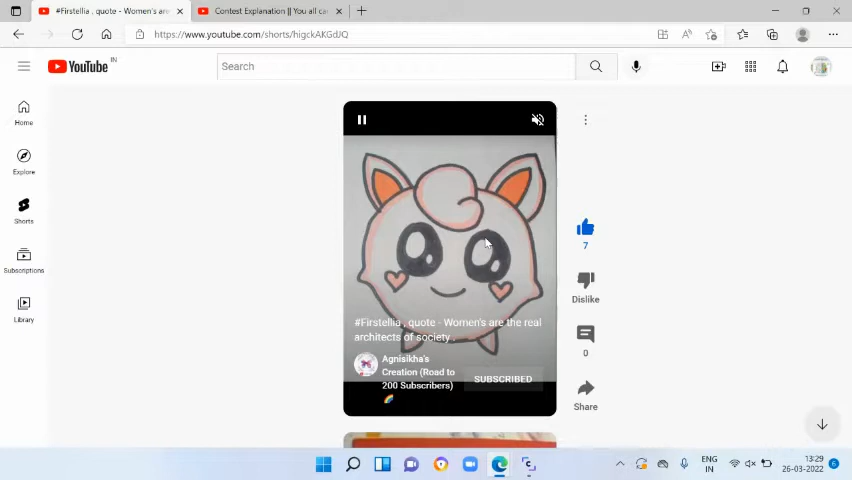 #Firstellia , quote - Women's are
Contest Explanation || You all ca
https://www.youtube.com/shorts/higckAKGdJQ
YouTube IN
Search
Home
Explore
Shorts
Subscriptions
Library
7
Dislike
0
Share
#Firstellia , quote - Women's are the real
architects of society .
Agnisikha's
Creation (Road to
200 Subscribers)
SUBSCRIBED
ENG
IN
13:29
26-03-2022
6